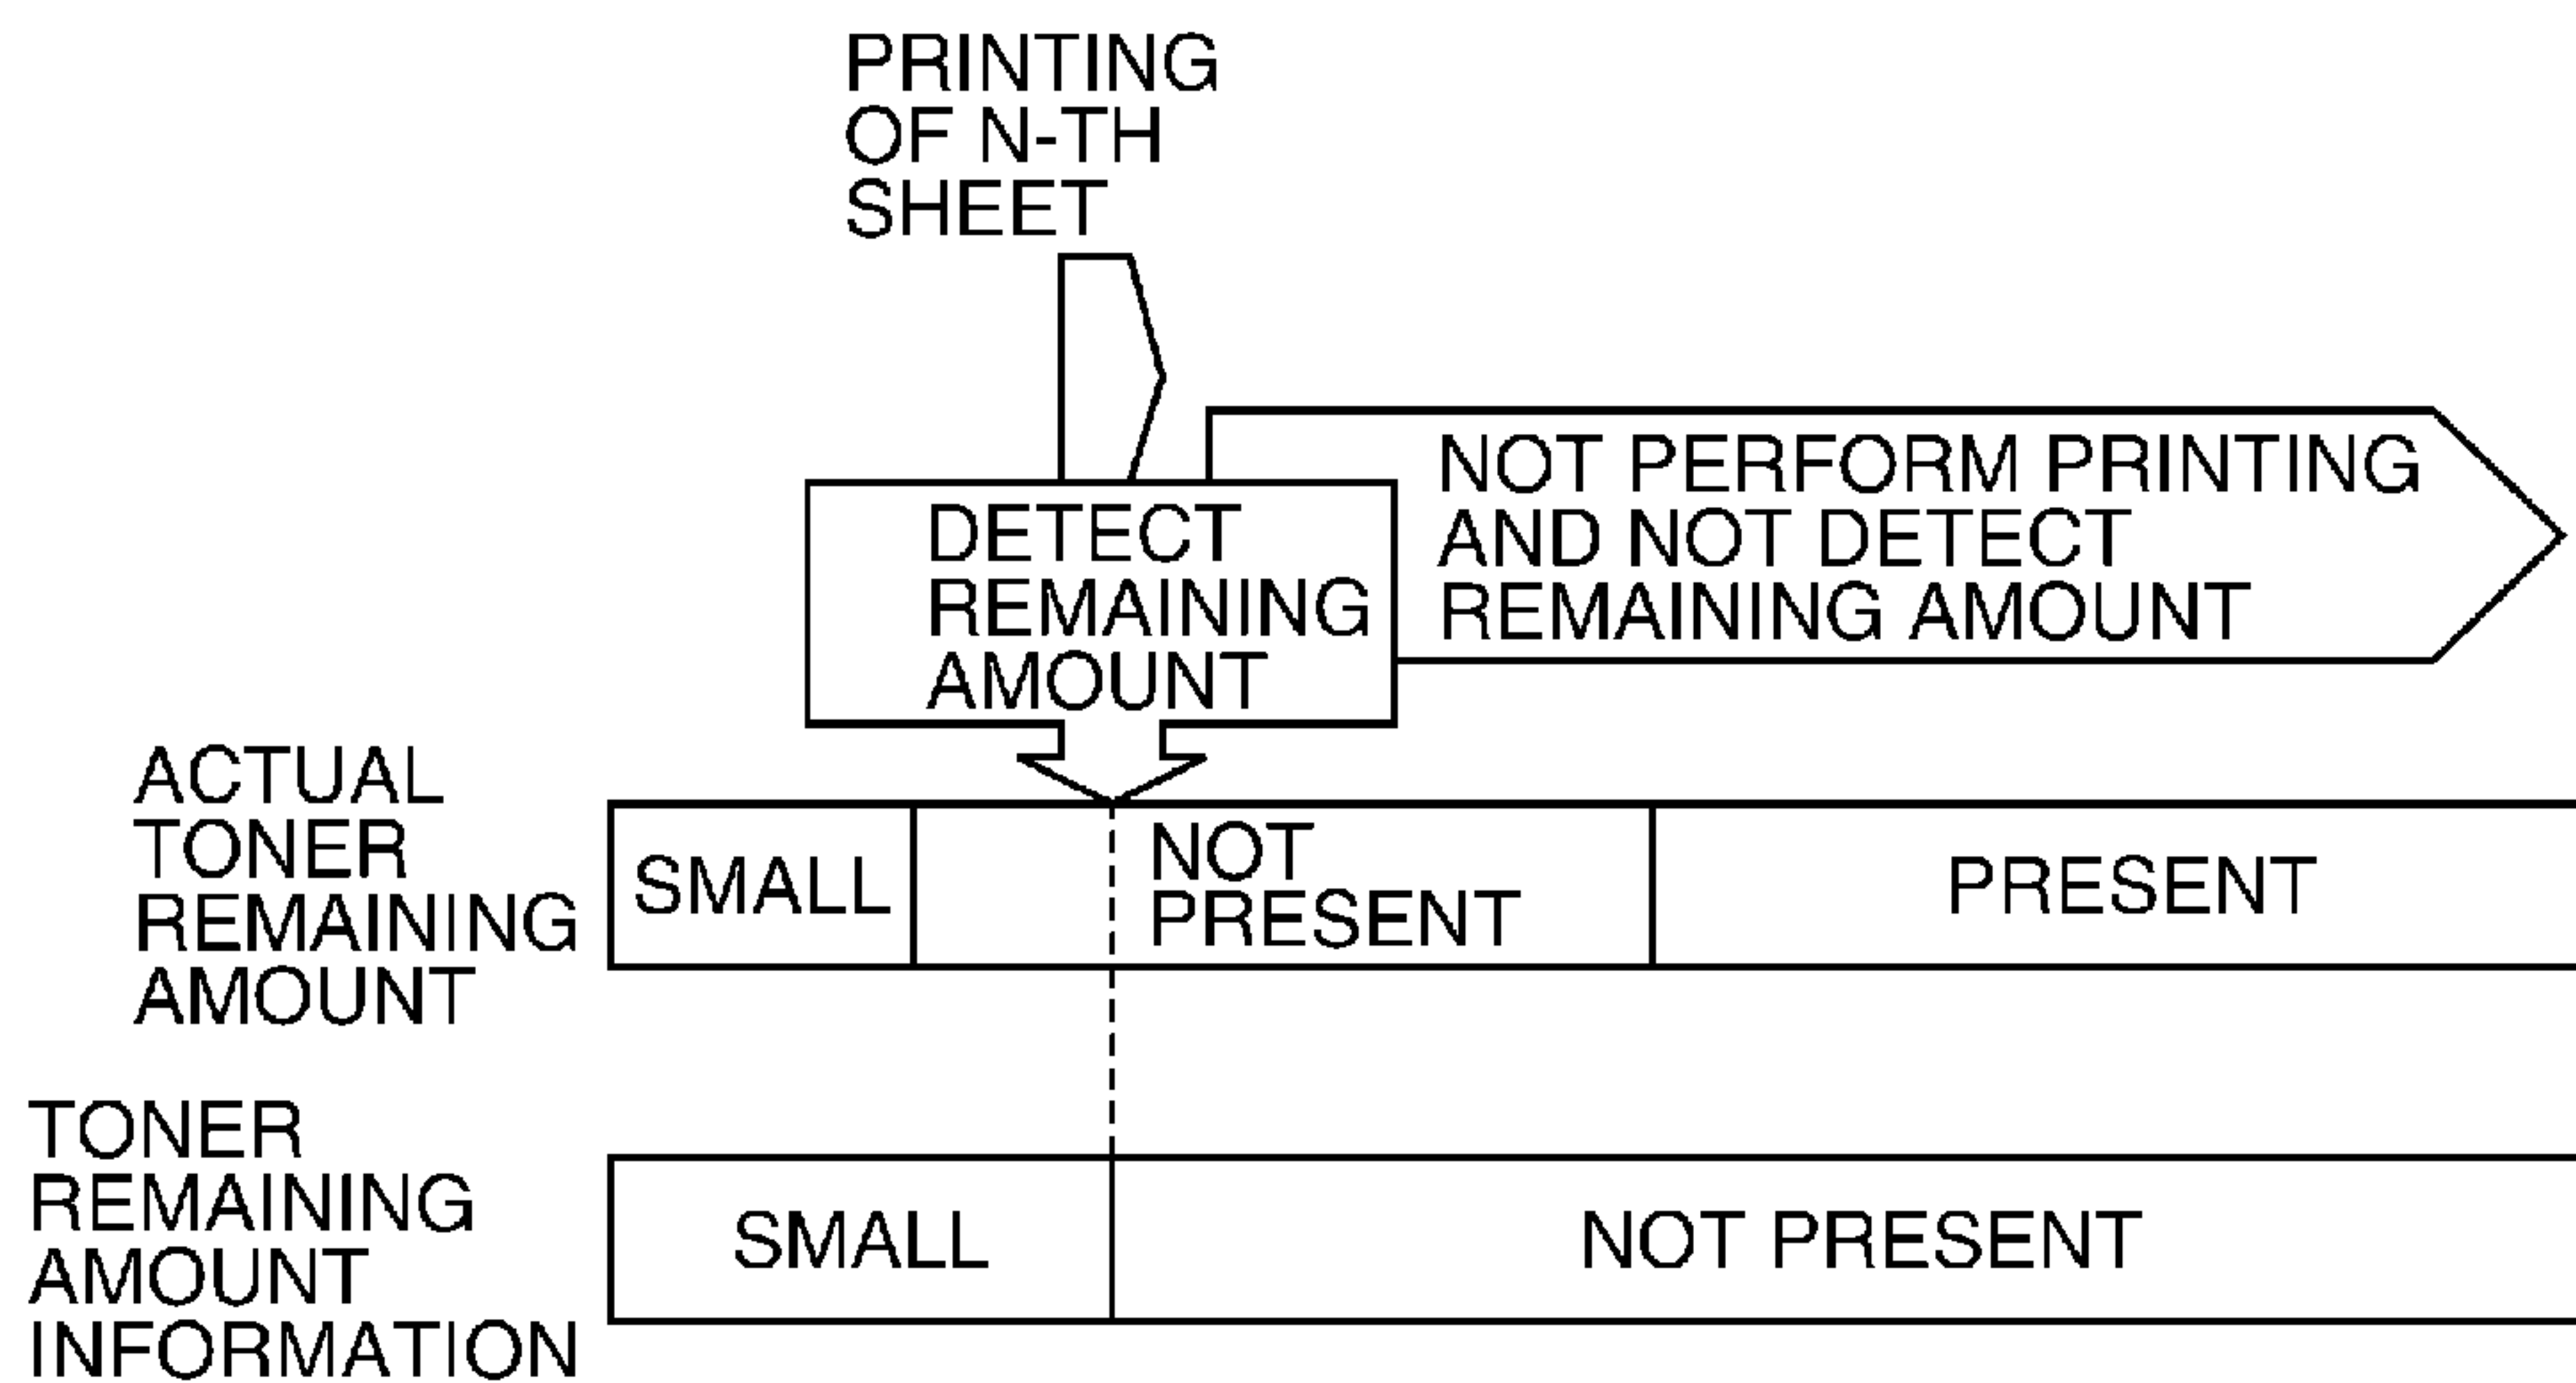 PRINTING
OF N-TH
SHEET
NOT PERFORM PRINTING
AND NOT DETECT
REMAINING AMOUNT
DETECT
REMAINING
AMOUNT
ACTUAL
TONER
REMAINING
AMOUNT
SMALL
NOT
PRESENT
PRESENT
TONER
REMAINING
AMOUNT
INFORMATION
SMALL
NOT PRESENT